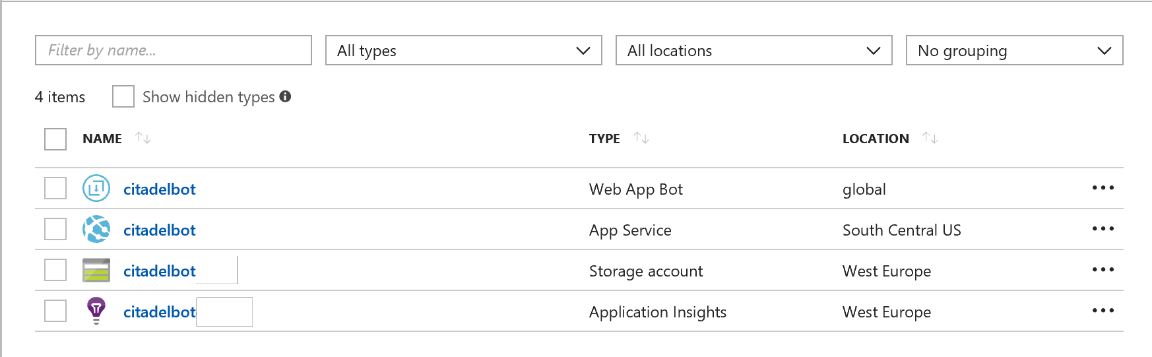 Filter by name... All types All locations No grouping
4 items Show hidden types
NAME TYPE LOCATION
citadelbot Web App Bot global
citadelbot App Service South Central US
citadelbot Storage account West Europe
citadelbot Application Insights West Europe